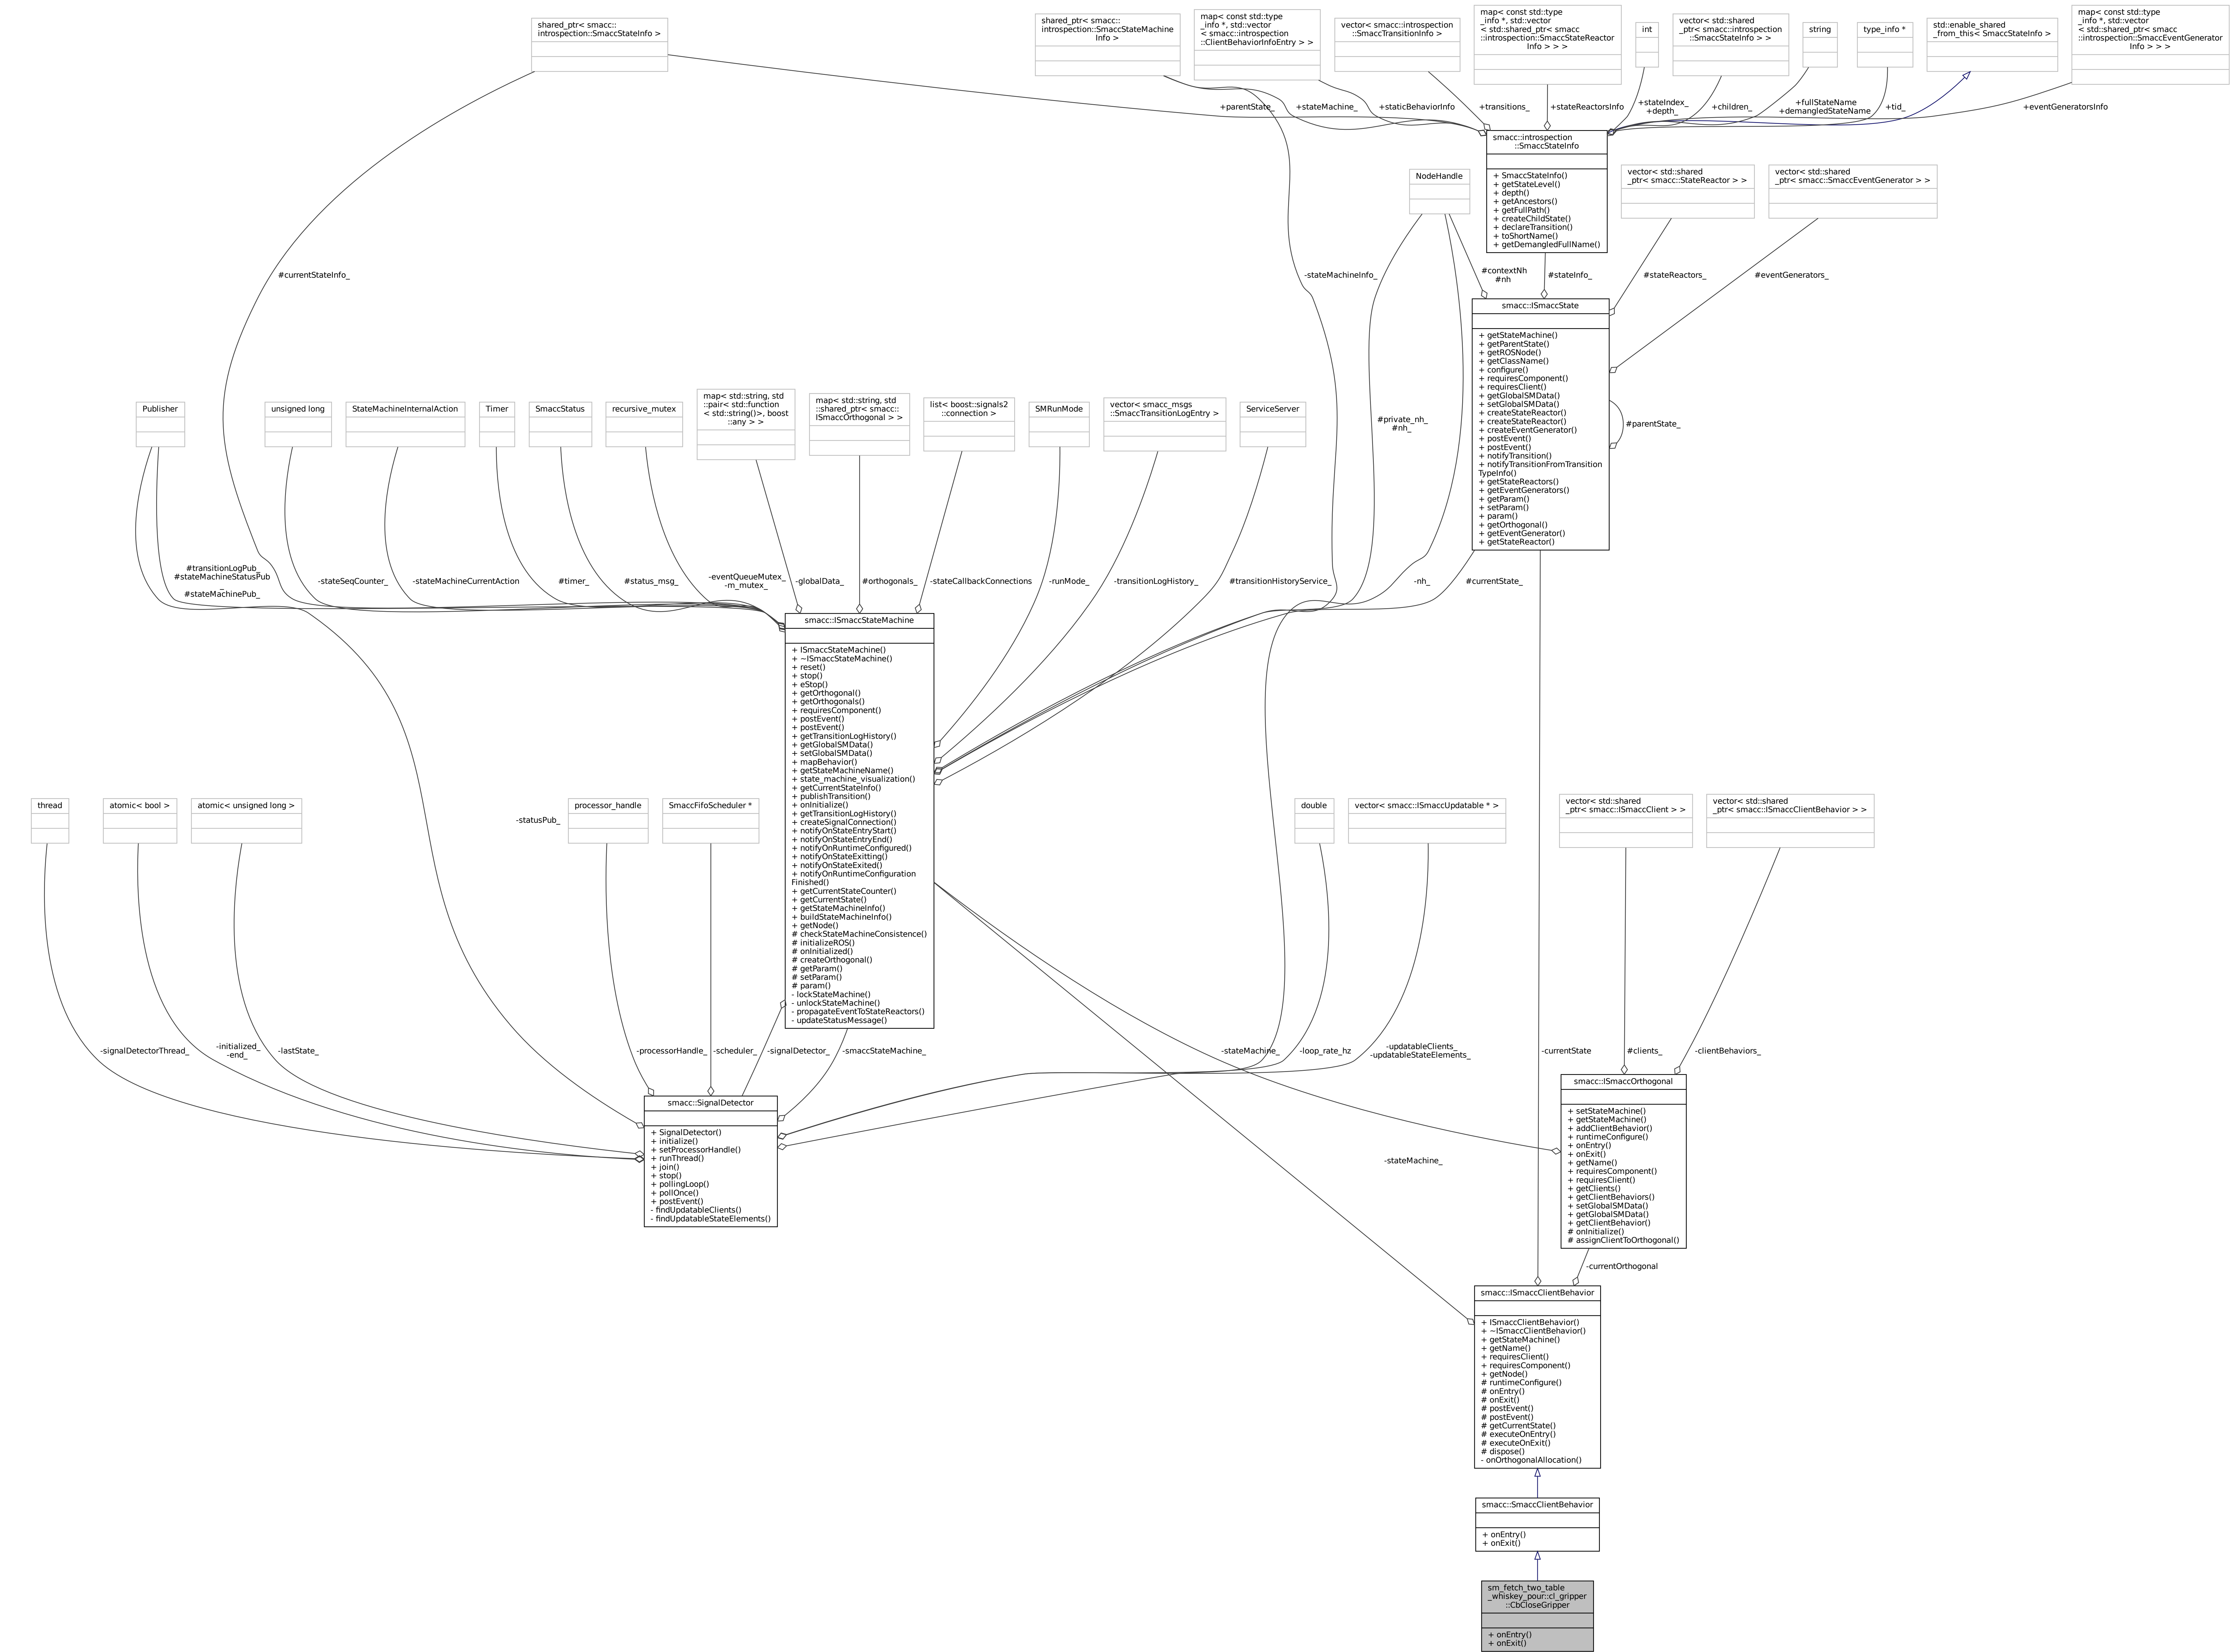 shared_ptr< smacc::
introspection::SmaccStateInfo >
shared_ptr< smacc::
introspection::SmaccStateMachine
Info >
map< const std::type
_info *, std::vector
< smacc::introspection
::ClientBehaviorInfoEntry > >
vector< smacc::introspection
::SmaccTransitionInfo >
map< const std::type
_info *, std::vector
< std::shared_ptr< smacc
::introspection::SmaccStateReactor
Info > > >
int
vector< std::shared
_ptr< smacc::introspection
::SmaccStateInfo > >
string
type_info *
std::enable_shared
_from_this< SmaccStateInfo >
map< const std::type
_info *, std::vector
< std::shared_ptr< smacc
::introspection::SmaccEventGenerator
Info > > >
+parentState_
+stateMachine_
+staticBehaviorInfo
+transitions_
+stateReactorsInfo
+stateIndex_
+depth_
+children_
+fullStateName
+demangledStateName
+tid_
+eventGeneratorsInfo
smacc::introspection
::SmaccStateInfo
+ SmaccStateInfo()
+ getStateLevel()
+ depth()
+ getAncestors()
+ getFullPath()
+ createChildState()
+ declareTransition()
+ toShortName()
+ getDemangledFullName()
NodeHandle
vector< std::shared
_ptr< smacc::StateReactor > >
vector< std::shared
_ptr< smacc::SmaccEventGenerator > >
#currentStateInfo_
-stateMachineInfo_
#contextNh
#nh
#stateInfo_
#stateReactors_
#eventGenerators_
smacc::ISmaccState
+ getStateMachine()
+ getParentState()
+ getROSNode()
+ getClassName()
+ configure()
+ requiresComponent()
+ requiresClient()
+ getGlobalSMData()
+ setGlobalSMData()
+ createStateReactor()
+ createStateReactor()
+ createEventGenerator()
+ postEvent()
+ postEvent()
+ notifyTransition()
+ notifyTransitionFromTransition
TypeInfo()
+ getStateReactors()
+ getEventGenerators()
+ getParam()
+ setParam()
+ param()
+ getOrthogonal()
+ getEventGenerator()
+ getStateReactor()
#parentState_
Publisher
unsigned long
StateMachineInternalAction
Timer
SmaccStatus
recursive_mutex
map< std::string, std
::pair< std::function
< std::string()>, boost
::any > >
map< std::string, std
::shared_ptr< smacc::
ISmaccOrthogonal > >
list< boost::signals2
::connection >
SMRunMode
vector< smacc_msgs
::SmaccTransitionLogEntry >
ServiceServer
#private_nh_
#nh_
#transitionLogPub_
#stateMachineStatusPub
_
#stateMachinePub_
-stateSeqCounter_
-stateMachineCurrentAction
#timer_
#status_msg_
-eventQueueMutex_
-m_mutex_
-globalData_
#orthogonals_
-stateCallbackConnections
-runMode_
-transitionLogHistory_
#transitionHistoryService_
-nh_
#currentState_
smacc::ISmaccStateMachine
+ ISmaccStateMachine()
+ ~ISmaccStateMachine()
+ reset()
+ stop()
+ eStop()
+ getOrthogonal()
+ getOrthogonals()
+ requiresComponent()
+ postEvent()
+ postEvent()
+ getTransitionLogHistory()
+ getGlobalSMData()
+ setGlobalSMData()
+ mapBehavior()
+ getStateMachineName()
+ state_machine_visualization()
+ getCurrentStateInfo()
+ publishTransition()
+ onInitialize()
+ getTransitionLogHistory()
+ createSignalConnection()
+ notifyOnStateEntryStart()
+ notifyOnStateEntryEnd()
+ notifyOnRuntimeConfigured()
+ notifyOnStateExitting()
+ notifyOnStateExited()
+ notifyOnRuntimeConfiguration
Finished()
+ getCurrentStateCounter()
+ getCurrentState()
+ getStateMachineInfo()
+ buildStateMachineInfo()
+ getNode()
# checkStateMachineConsistence()
# initializeROS()
# onInitialized()
# createOrthogonal()
# getParam()
# setParam()
# param()
- lockStateMachine()
- unlockStateMachine()
- propagateEventToStateReactors()
- updateStatusMessage()
thread
atomic< bool >
atomic< unsigned long >
-statusPub_
processor_handle
SmaccFifoScheduler *
double
vector< smacc::ISmaccUpdatable * >
vector< std::shared
_ptr< smacc::ISmaccClient > >
vector< std::shared
_ptr< smacc::ISmaccClientBehavior > >
-signalDetectorThread_
-initialized_
-end_
-lastState_
-processorHandle_
-scheduler_
-signalDetector_
-smaccStateMachine_
-stateMachine_
-loop_rate_hz
-updatableClients_
-updatableStateElements_
-currentState
#clients_
-clientBehaviors_
smacc::SignalDetector
+ SignalDetector()
+ initialize()
+ setProcessorHandle()
+ runThread()
+ join()
+ stop()
+ pollingLoop()
+ pollOnce()
+ postEvent()
- findUpdatableClients()
- findUpdatableStateElements()
smacc::ISmaccOrthogonal
+ setStateMachine()
+ getStateMachine()
+ addClientBehavior()
+ runtimeConfigure()
+ onEntry()
+ onExit()
+ getName()
+ requiresComponent()
+ requiresClient()
+ getClients()
+ getClientBehaviors()
+ setGlobalSMData()
+ getGlobalSMData()
+ getClientBehavior()
# onInitialize()
# assignClientToOrthogonal()
-stateMachine_
-currentOrthogonal
smacc::ISmaccClientBehavior
+ ISmaccClientBehavior()
+ ~ISmaccClientBehavior()
+ getStateMachine()
+ getName()
+ requiresClient()
+ requiresComponent()
+ getNode()
# runtimeConfigure()
# onEntry()
# onExit()
# postEvent()
# postEvent()
# getCurrentState()
# executeOnEntry()
# executeOnExit()
# dispose()
- onOrthogonalAllocation()
smacc::SmaccClientBehavior
+ onEntry()
+ onExit()
sm_fetch_two_table
_whiskey_pour::cl_gripper
::CbCloseGripper
+ onEntry()
+ onExit()